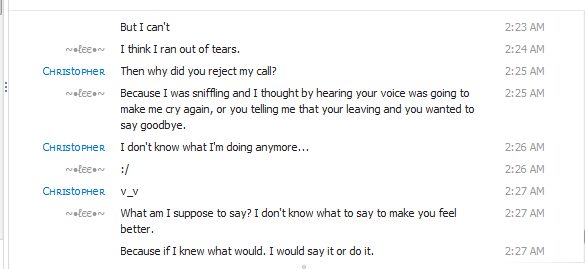 But I can't 2:23 AM
~•ℓεε•~ I think I ran out of tears. 2:24 AM
Christopher Then why did you reject my call? 2:25 AM
~•ℓεε•~ Because I was sniffling and I thought by hearing your voice was going to 2:25 AM
make me cry again, or you telling me that your leaving and you wanted to
say goodbye.
Christopher I don't know what I'm doing anymore... 2:26 AM
~•ℓεε•~ :/ 2:26 AM
Christopher v_v 2:27 AM
~•ℓεε•~ What am I suppose to say? I don't know what to say to make you feel 2:27 AM
better.
Because if I knew what would. I would say it or do it. 2:27 AM